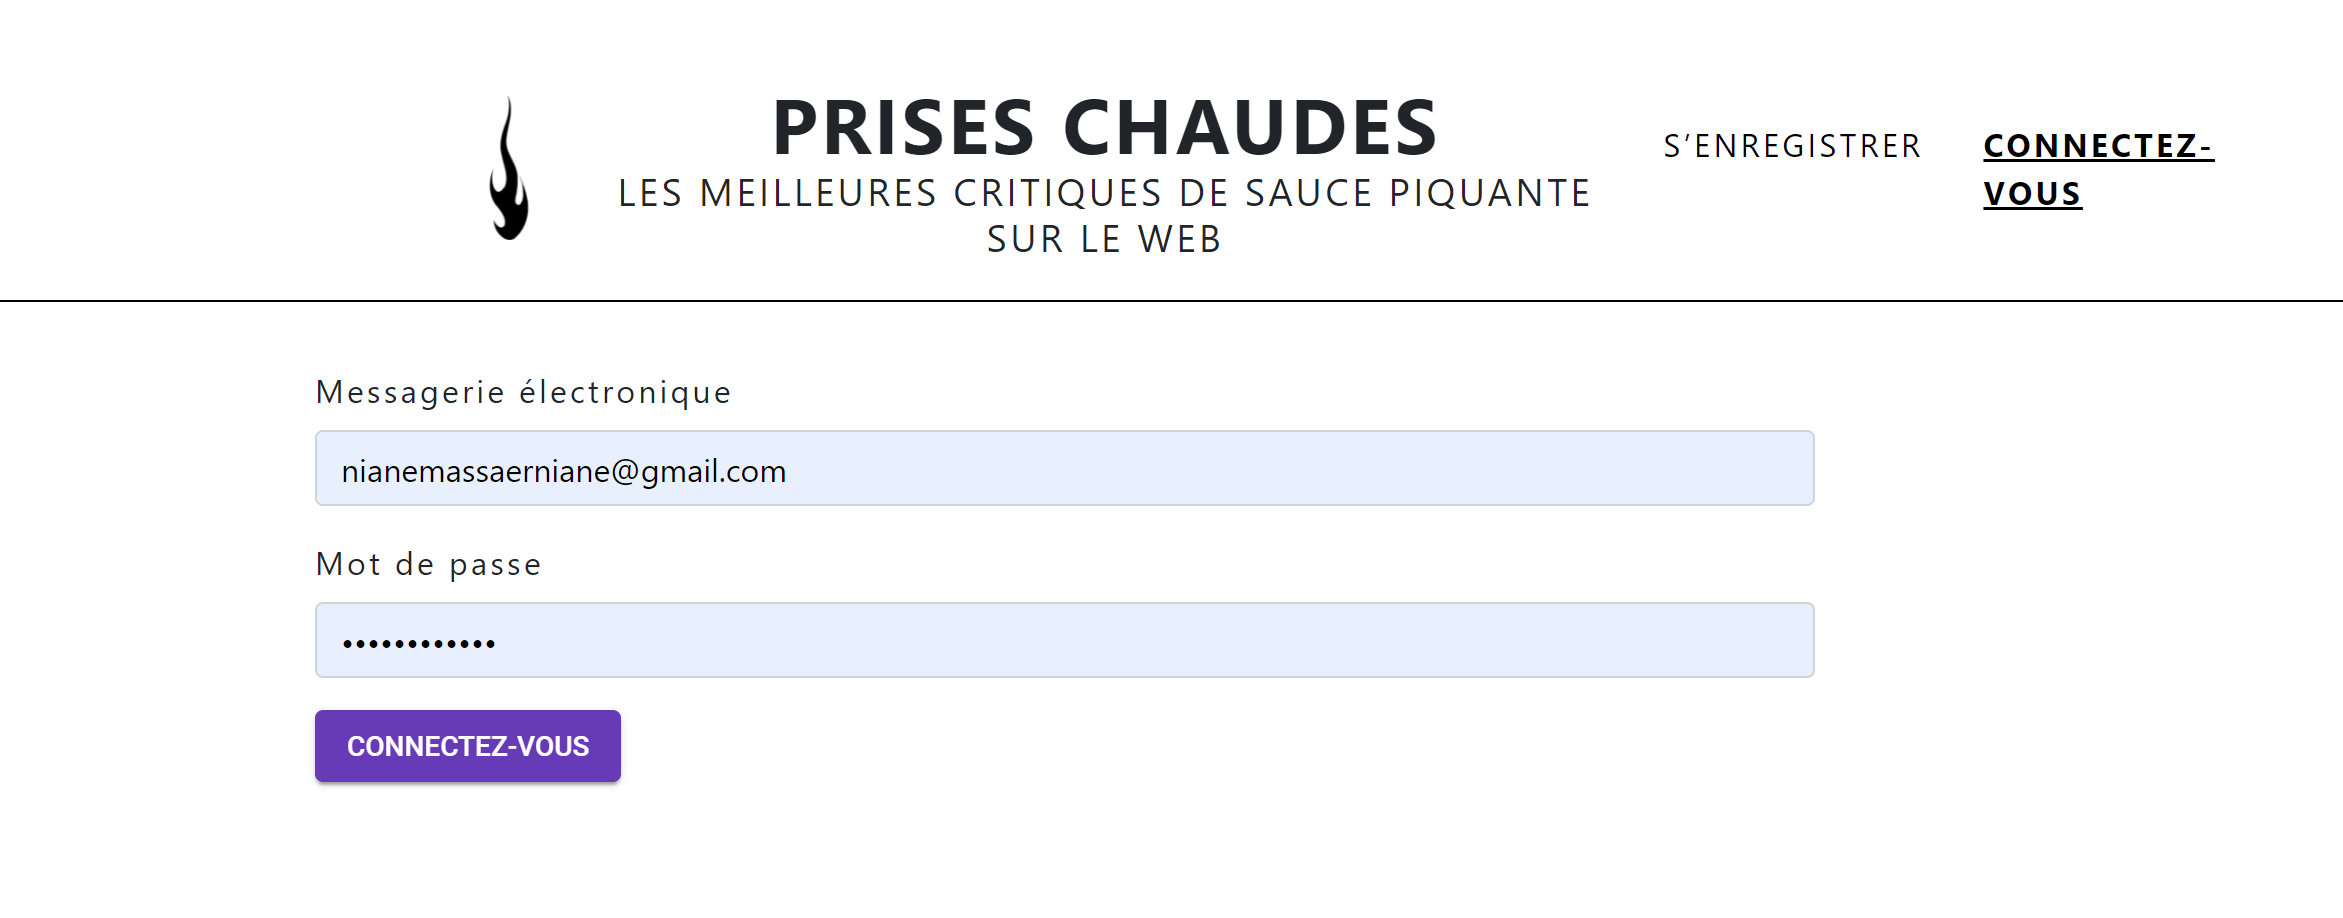 PRISES CHAUDES
LES MEILLEURES CRITIQUES DE SAUCE PIQUANTE
SUR LE WEB
S'ENREGISTRER
CONNECTEZ-
VOUS
Messagerie électronique
nianemassaerniane@gmail.com
Mot de passe
••••••••••••
CONNECTEZ-VOUS